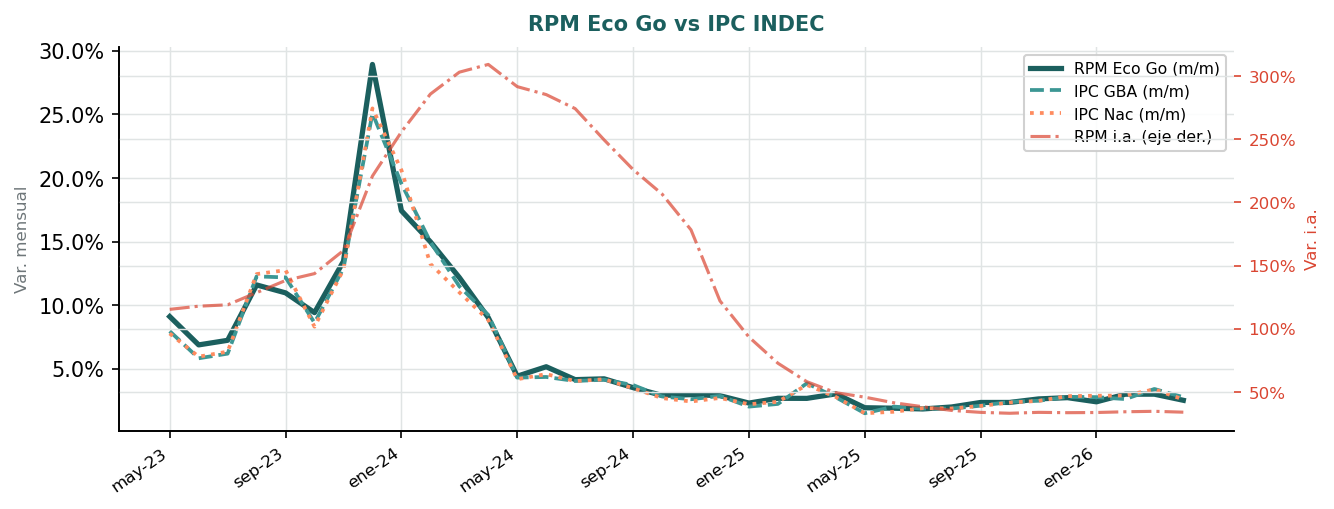 RPM Eco Go vs IPC INDEC
30.0%
25.0%
20.0%
15.0%
10.0%
5.0%
Var. mensual
RPM Eco Go (m/m)
IPC GBA (m/m)
IPC Nac (m/m)
RPM i.a. (eje der.)
300%
250%
200%
150%
100%
50%
Var. i.a.
may-23
sep-23
ene-24
may-24
sep-24
ene-25
may-25
sep-25
ene-26